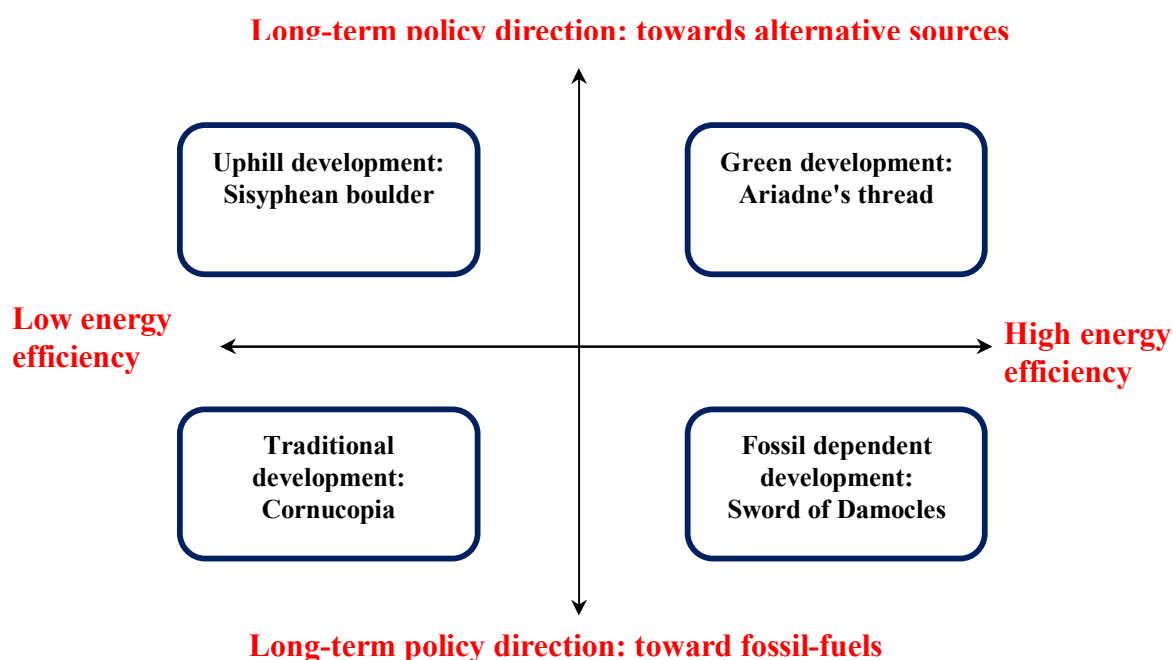 Long-term policy direction: towards alternative sources
Uphill development:
Sisyphean boulder
Green development:
Ariadne's thread
Low energy
efficiency
High energy
efficiency
Traditional
development:
Cornucopia
Fossil dependent
development:
Sword of Damocles
Long-term policy direction: toward fossil-fuels